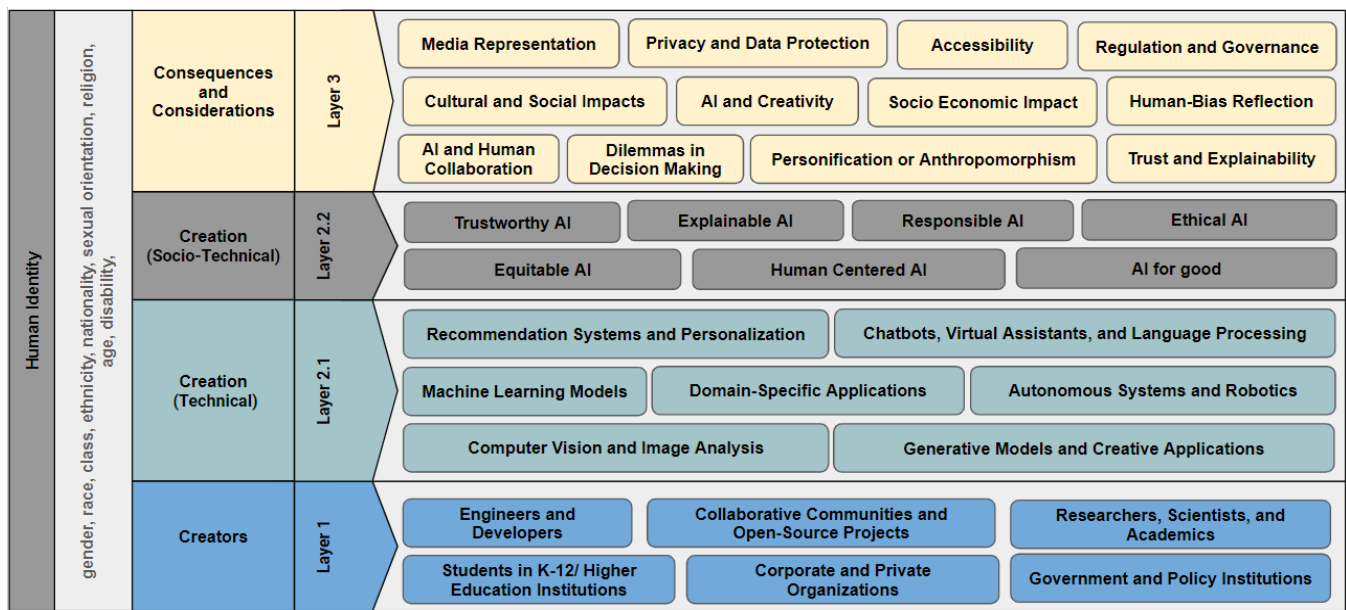 Human Identity
gender, race, class, ethnicity, nationality, sexual orientation, religion,
age, disability,
Consequences
and
Considerations
Layer 3
Media Representation
Privacy and Data Protection
Accessibility
Regulation and Governance
Cultural and Social Impacts
AI and Creativity
Socio Economic Impact
Human-Bias Reflection
AI and Human
Collaboration
Dilemmas in
Decision Making
Personification or Anthropomorphism
Trust and Explainability
Creation
(Socio-Technical)
Layer 2.2
Trustworthy AI
Explainable AI
Responsible AI
Ethical AI
Equitable AI
Human Centered AI
AI for good
Creation
(Technical)
Layer 2.1
Recommendation Systems and Personalization
Chatbots, Virtual Assistants, and Language Processing
Machine Learning Models
Domain-Specific Applications
Autonomous Systems and Robotics
Computer Vision and Image Analysis
Generative Models and Creative Applications
Creators
Layer 1
Engineers and
Developers
Collaborative Communities and
Open-Source Projects
Researchers, Scientists, and
Academics
Students in K-12/ Higher
Education Institutions
Corporate and Private
Organizations
Government and Policy Institutions